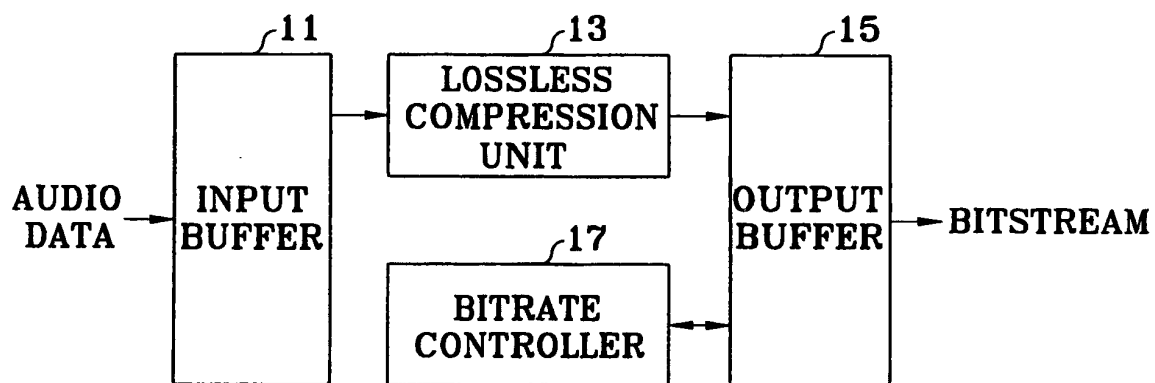 11
13
15
LOSSLESS
COMPRESSION
UNIT
AUDIO
DATA
INPUT
BUFFER
OUTPUT
BUFFER
BITSTREAM
17
BITRATE
CONTROLLER